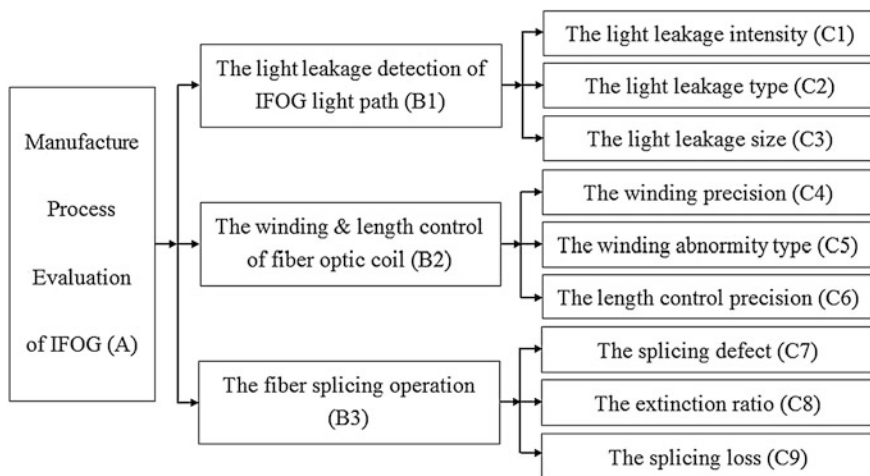 Manufacture
Process
Evaluation
of IFOG (A)
The light leakage detection of
IFOG light path (B1)
The light leakage intensity (C1)
The light leakage type (C2)
The light leakage size (C3)
The winding & length control
of fiber optic coil (B2)
The winding precision (C4)
The winding abnormity type (C5)
The length control precision (C6)
The fiber splicing operation
(B3)
The splicing defect (C7)
The extinction ratio (C8)
The splicing loss (C9)